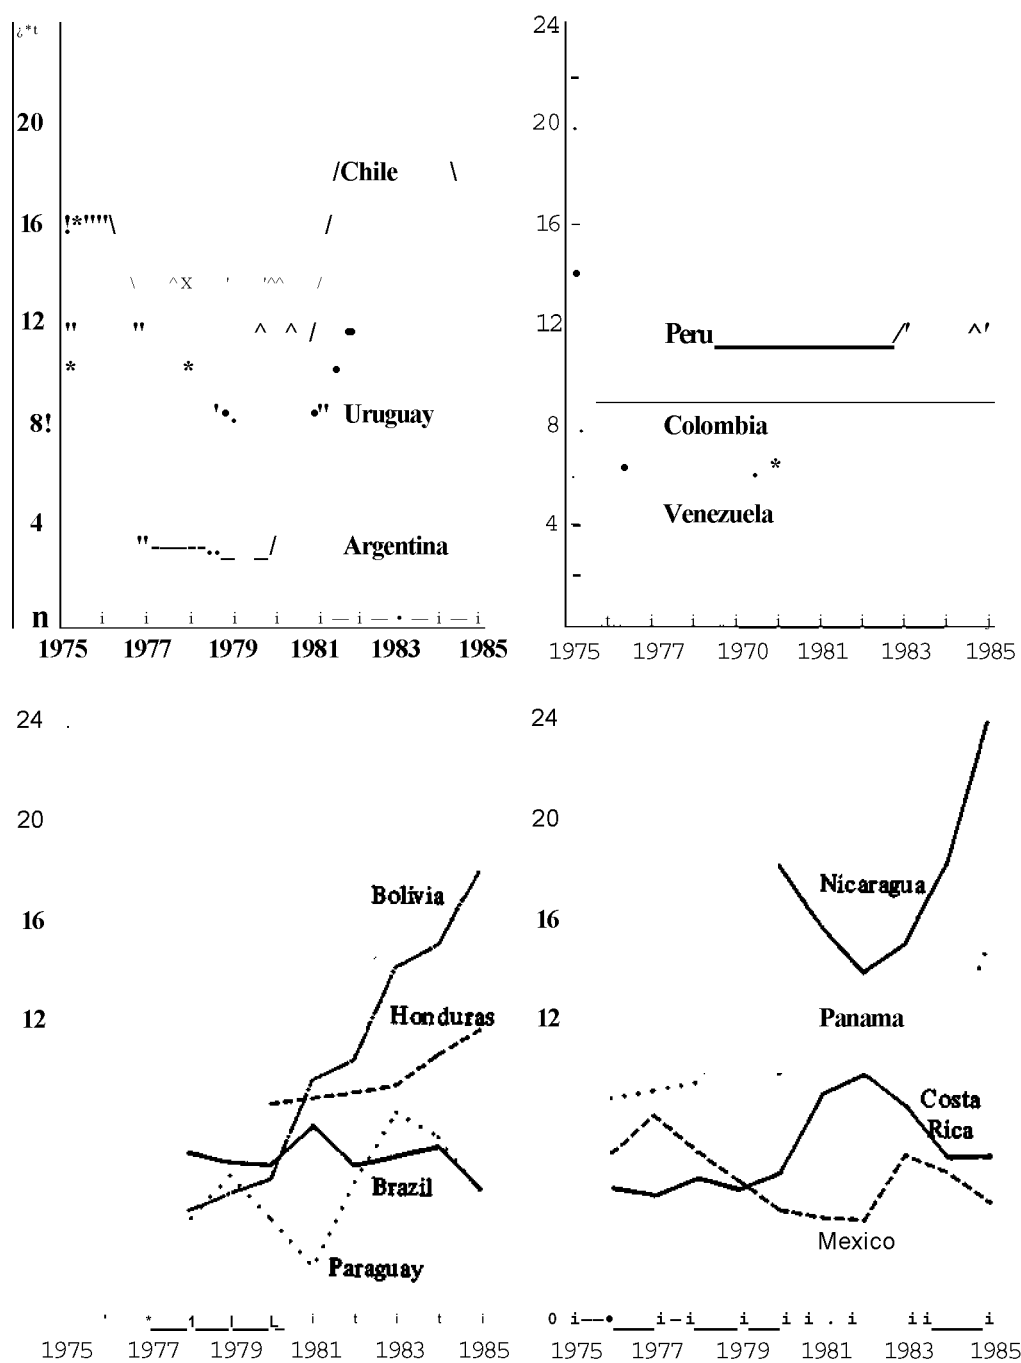 ¿*t
20
/Chile \
16 !*""\ /
\ ^X ' '^^ /
12 " " ^ ^ /
* *
8! '•. •" Uruguay
4
"-—--.._ _/ Argentina
n i i i i i i — i — • — i — i
1975 1977 1979 1981 1983 1985
24
20
16
12 Peru /' ^'
8 Colombia
*
Venezuela
4
1975 1977 1970 1981 1983 1985
24
20
Bolivia
16
Honduras
12
Brazil
Paraguay
' * 1 I L i t i t i
1975 1977 1979 1981 1983 1985
24
20
Nicaragua
16
12 Panama
Costa
Rica
Mexico
0 i—–• i–i i i i . i i i i
1975 1977 1979 1981 1983 1985